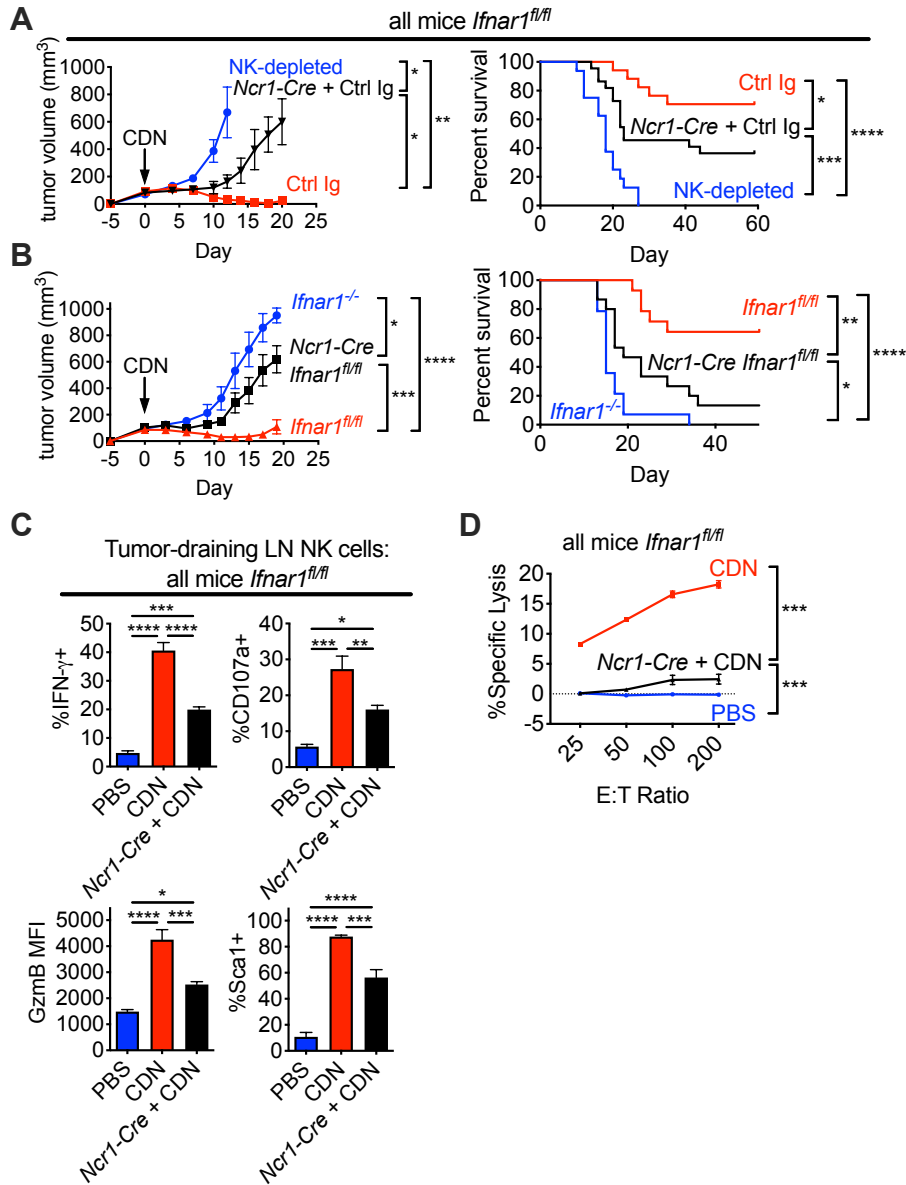 A
all mice Ifnar1fl/fl
tumor volume (mm3)
1000
800
600
400
200
0
-5 0 5 10 15 20 25
Day
CDN
NK-depleted
Ncr1-Cre + Ctrl Ig
Ctrl Ig
*
*
**
Percent survival
100
80
60
40
20
0
0 20 40 60
Day
Ctrl Ig
Ncr1-Cre + Ctrl Ig
NK-depleted
*
***
****
B
tumor volume (mm3)
1000
800
600
400
200
0
-5 0 5 10 15 20 25
Day
CDN
Ifnar1-/-
Ncr1-Cre
Ifnar1fl/fl
Ifnar1fl/fl
*
***
****
Percent survival
100
80
60
40
20
0
0 20 40
Day
Ifnar1fl/fl
Ncr1-Cre Ifnar1fl/fl
Ifnar1-/-
**
*
****
C
Tumor-draining LN NK cells:
all mice Ifnar1fl/fl
%IFN-γ+
50
40
30
20
10
0
***
**** ****
PBS
CDN
Ncr1-Cre + CDN
%CD107a+
40
30
20
10
0
*
*** **
PBS
CDN
Ncr1-Cre + CDN
GzmB MFI
5000
4000
3000
2000
1000
0
*
**** ***
PBS
CDN
Ncr1-Cre + CDN
%Sca1+
100
80
60
40
20
0
****
**** ***
PBS
CDN
Ncr1-Cre + CDN
D
all mice Ifnar1fl/fl
%Specific Lysis
20
15
10
5
0
-5
25 50 100 200
E:T Ratio
CDN
Ncr1-Cre + CDN
PBS
***
***